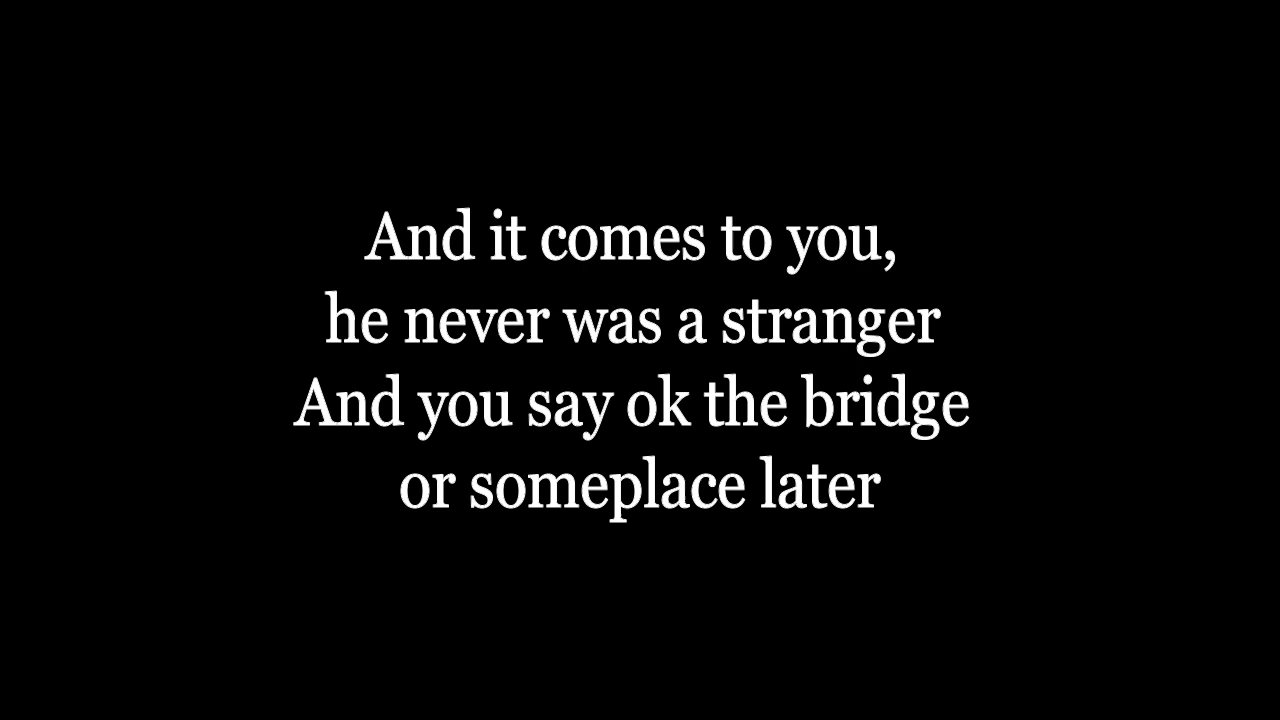 And it comes to you,
he never was a stranger
And you say ok the bridge
or someplace later